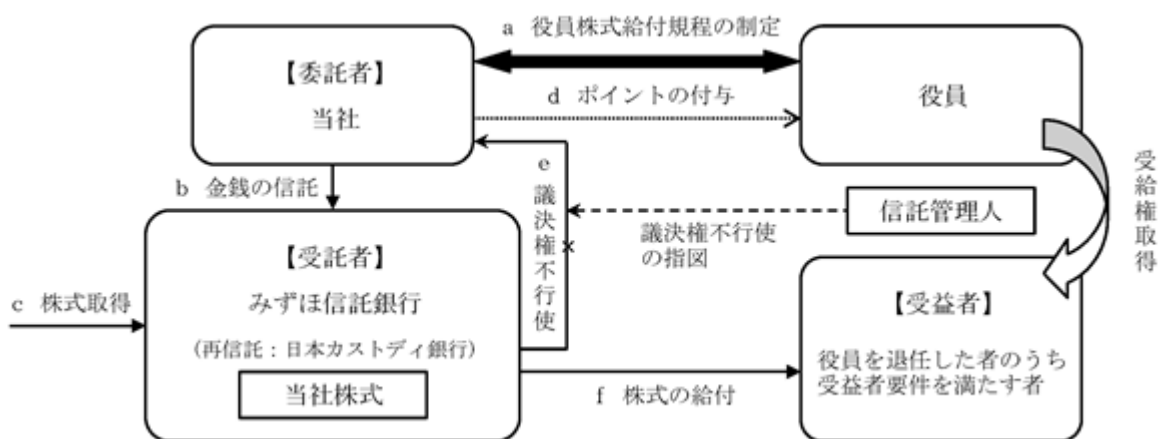 a 役員株式給付規程の制定
【委託者】
当社
d ポイントの付与
役員
b 金銭の信託
e 議決権不行使
議決権不行使
の指図
信託管理人
受給権取得
【受託者】
みずほ信託銀行
(再信託:日本カストディ銀行)
当社株式
c 株式取得
f 株式の給付
【受益者】
役員を退任した者のうち
受益者要件を満たす者